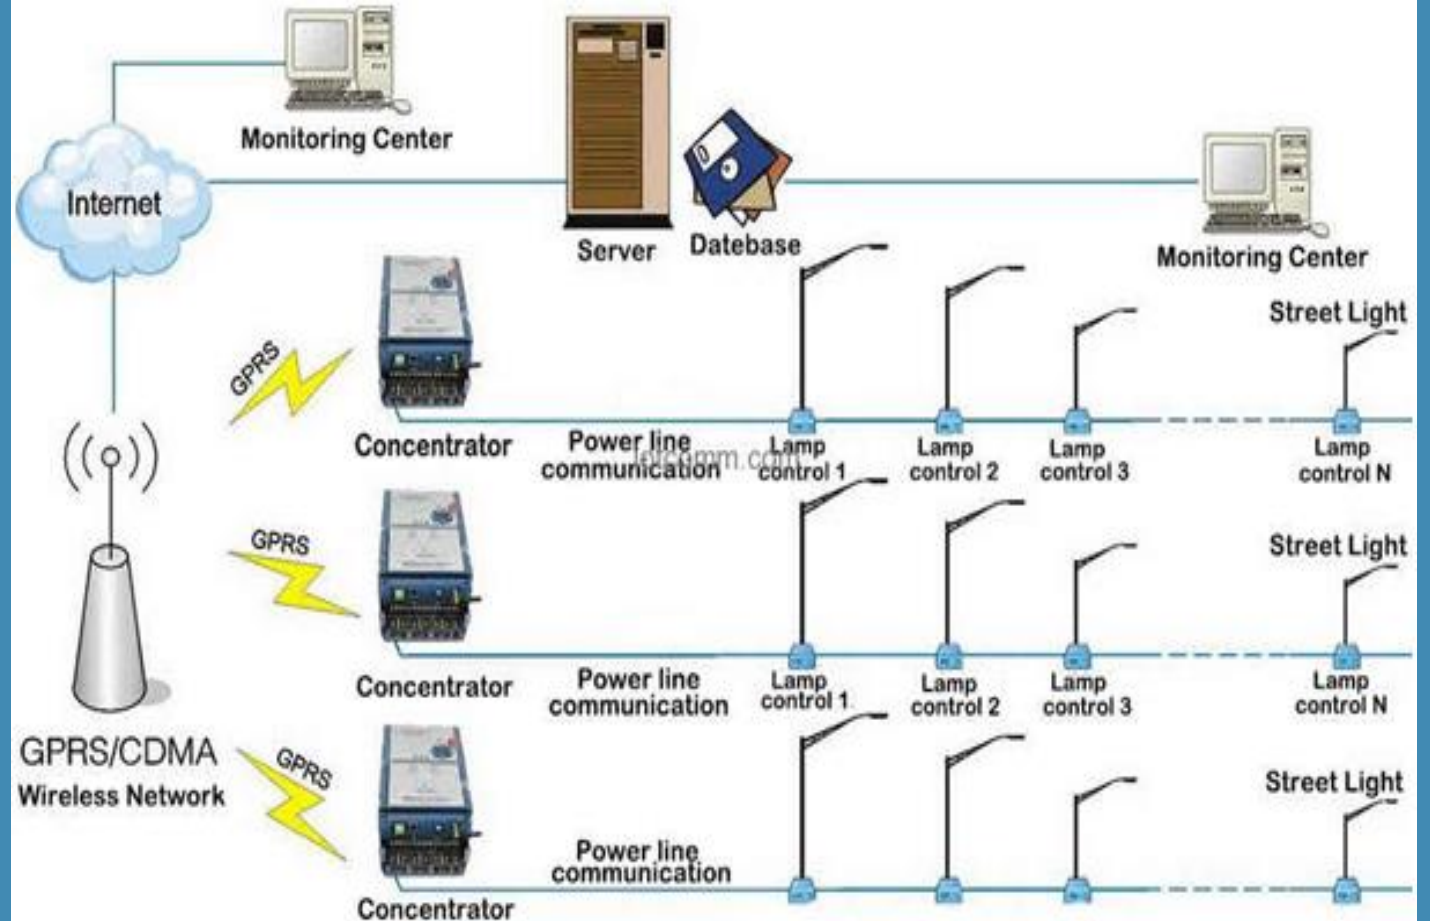 Monitoring Center
Internet
Server
Datebase
Monitoring Center
Street Light
GPRS
Concentrator
Power line
communication
Lamp
control 1
Lamp
control 2
Lamp
control 3
Lamp
control N
Street Light
GPRS
Concentrator
Power line
communication
Lamp
control 1
Lamp
control 2
Lamp
control 3
Lamp
control N
GPRS/CDMA
Wireless Network
Street Light
GPRS
Concentrator
Power line
communication